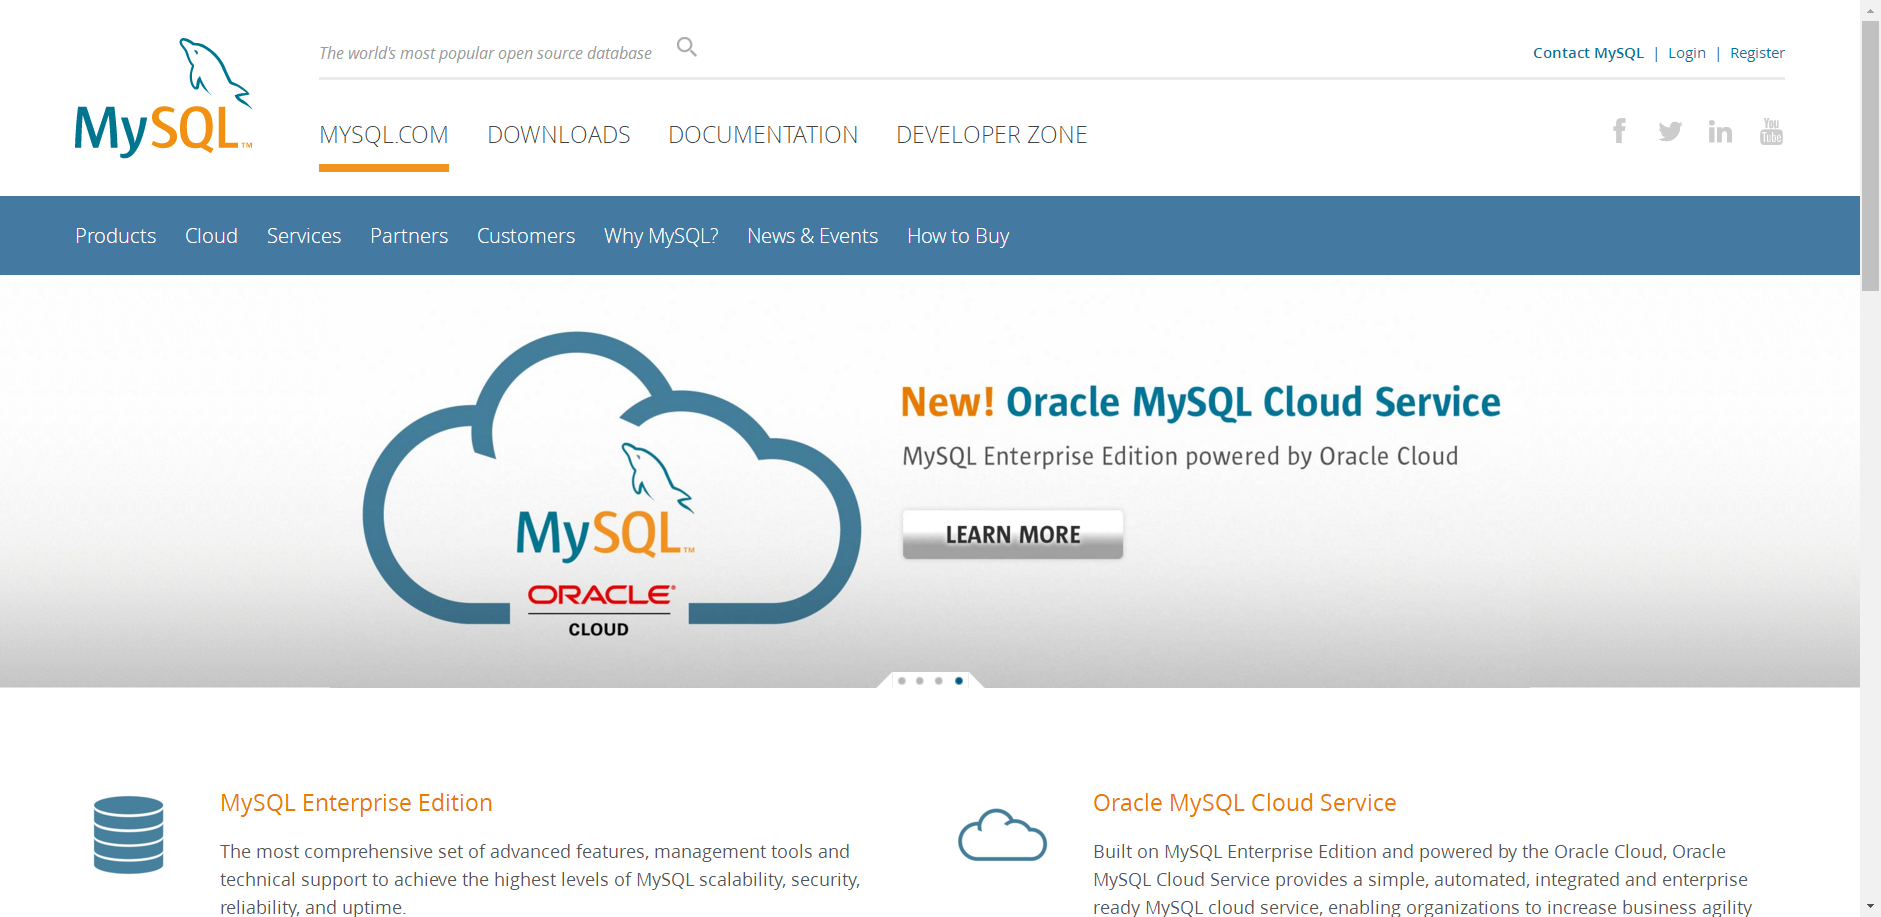 The world's most popular open source database
Contact MySQL | Login | Register
MySQL™
MYSQL.COM DOWNLOADS DOCUMENTATION DEVELOPER ZONE
You Tube
Products Cloud Services Partners Customers Why MySQL? News & Events How to Buy
New! Oracle MySQL Cloud Service
MySQL Enterprise Edition powered by Oracle Cloud
LEARN MORE
MySQL™
ORACLE®
CLOUD
MySQL Enterprise Edition
The most comprehensive set of advanced features, management tools and
technical support to achieve the highest levels of MySQL scalability, security,
reliability, and uptime.
Oracle MySQL Cloud Service
Built on MySQL Enterprise Edition and powered by the Oracle Cloud, Oracle
MySQL Cloud Service provides a simple, automated, integrated and enterprise
ready MySQL cloud service, enabling organizations to increase business agility